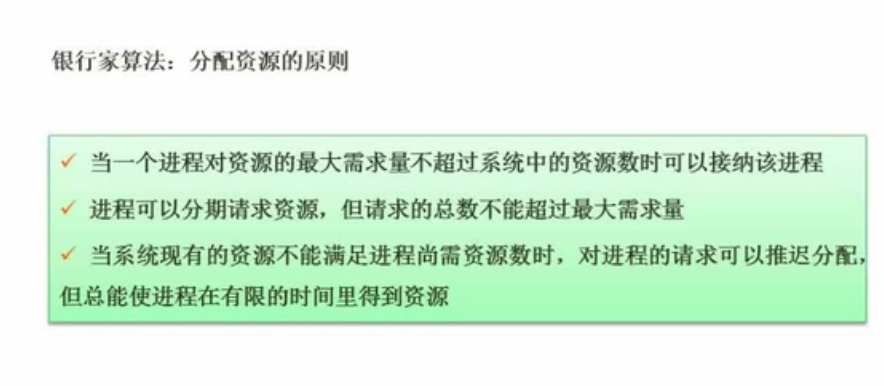 银行家算法：分配资源的原则
✓ 当一个进程对资源的最大需求量不超过系统中的资源数时可以接纳该进程
✓ 进程可以分期请求资源，但请求的总数不能超过最大需求量
✓ 当系统现有的资源不能满足进程尚需资源数时，对进程的请求可以推迟分配，
但总能使进程在有限的时间里得到资源